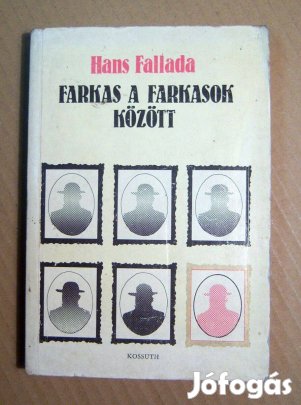 Hans Fallada
FARKAS A FARKASOK
KÖZÖTT
KOSSUTH
Jófogás